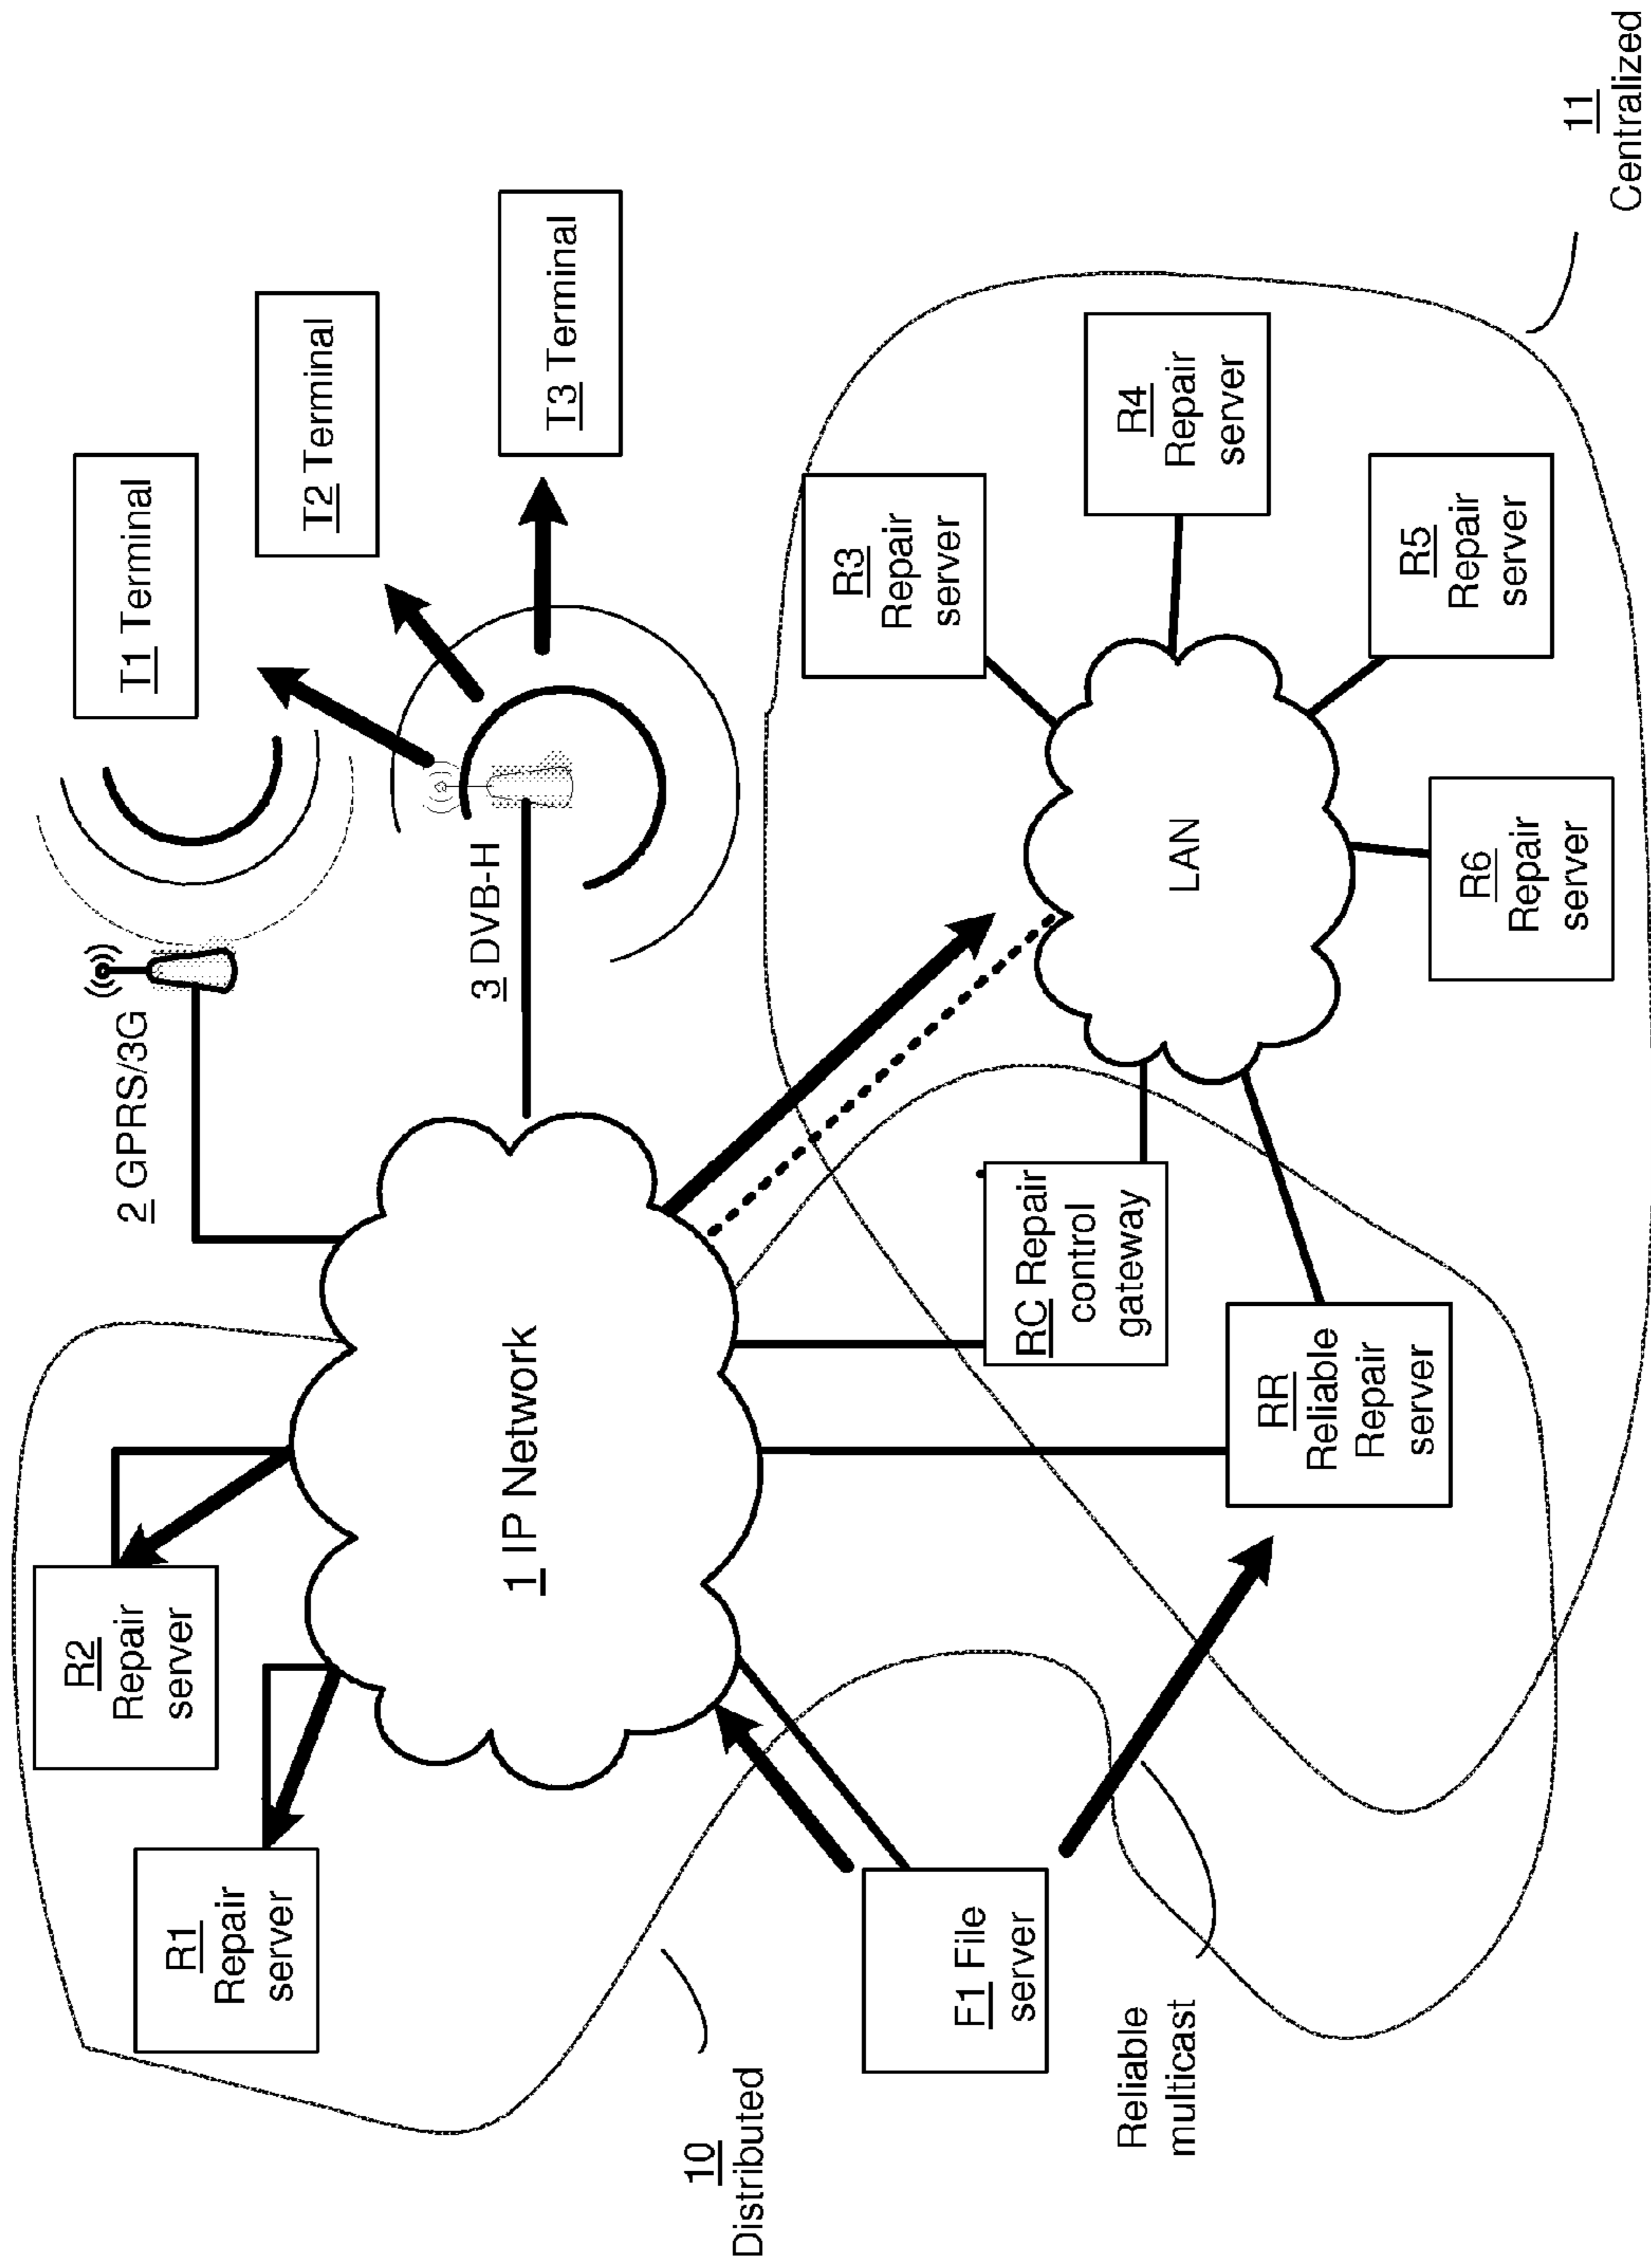 R1
Repair
server
R2
Repair
server
2 GPRS/3G
T1 Terminal
T2 Terminal
T3 Terminal
1 IP Network
3 DVB-H
10
Distributed
F1 File
server
Reliable
multicast
RC Repair
control
gateway
RR
Reliable
Repair
server
LAN
R3
Repair
server
R4
Repair
server
R5
Repair
server
R6
Repair
server
11
Centralized